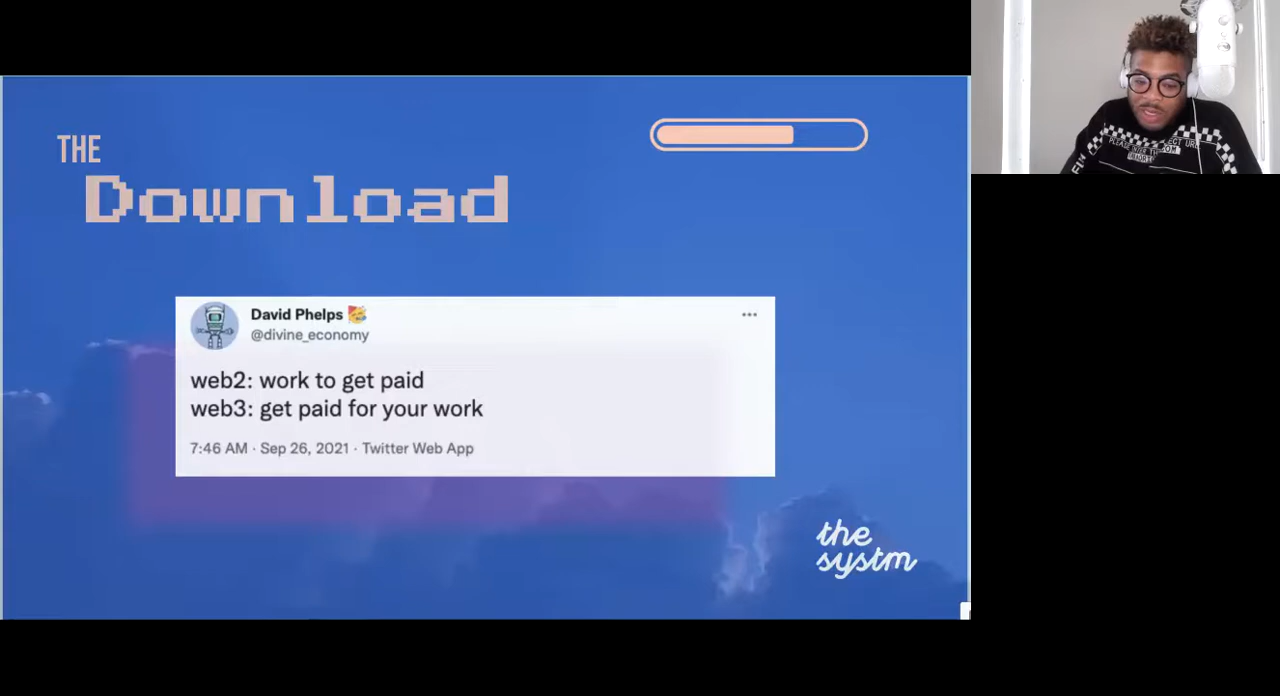 THE
Download
David Phelps
@divine_economy
web2: work to get paid
web3: get paid for your work
7:46 AM · Sep 26, 2021 · Twitter Web App
the
systm
PLEASE